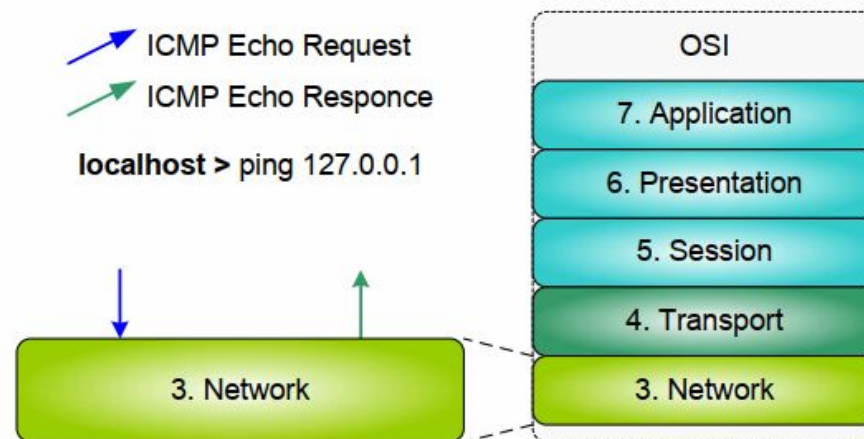 ICMP Echo Request
ICMP Echo Responce
localhost > ping 127.0.0.1
3. Network
OSI
7. Application
6. Presentation
5. Session
4. Transport
3. Network